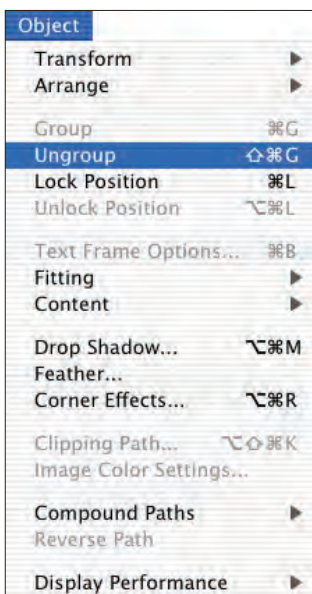 Object
Transform ▶
Arrange ▶
Group ⌘G
Ungroup ⇧⌘G
Lock Position ⌘L
Unlock Position ⌥⌘L
Text Frame Options... ⌘B
Fitting ▶
Content ▶
Drop Shadow... ⌥⌘M
Feather...
Corner Effects... ⌥⌘R
Clipping Path... ⌥⇧⌘K
Image Color Settings...
Compound Paths ▶
Reverse Path
Display Performance ▶